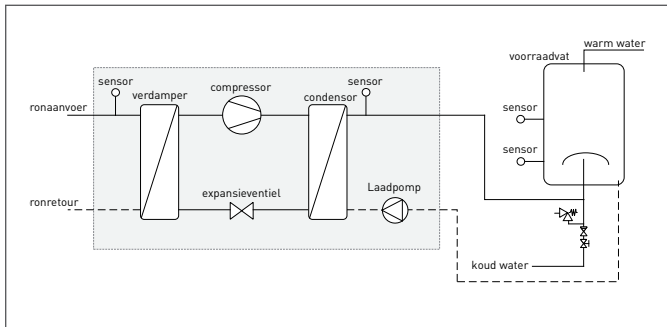 warm water
voorraadvat
sensor
compressor
sensor
verdamper
condensor
sensor
ronaanvoer
sensor
expansieventiel
Laadpomp
ronretour
koud water